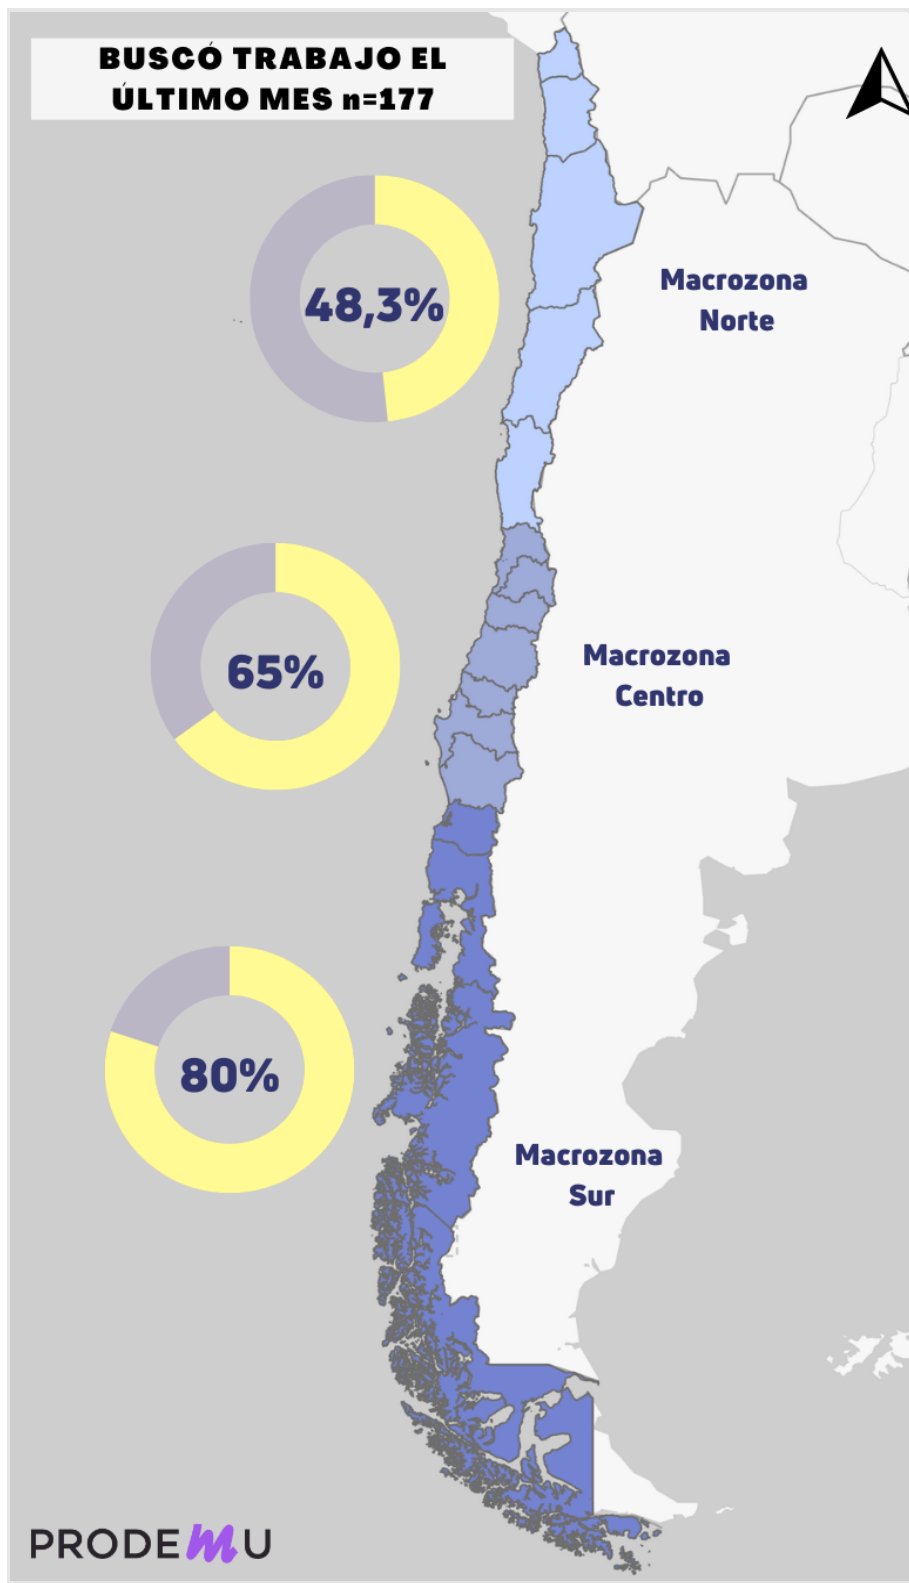 BUSCÓ TRABAJO EL
ÚLTIMO MES n=177
48,3%
Macrozona
Norte
65%
Macrozona
Centro
80%
Macrozona
Sur
PRODEMU